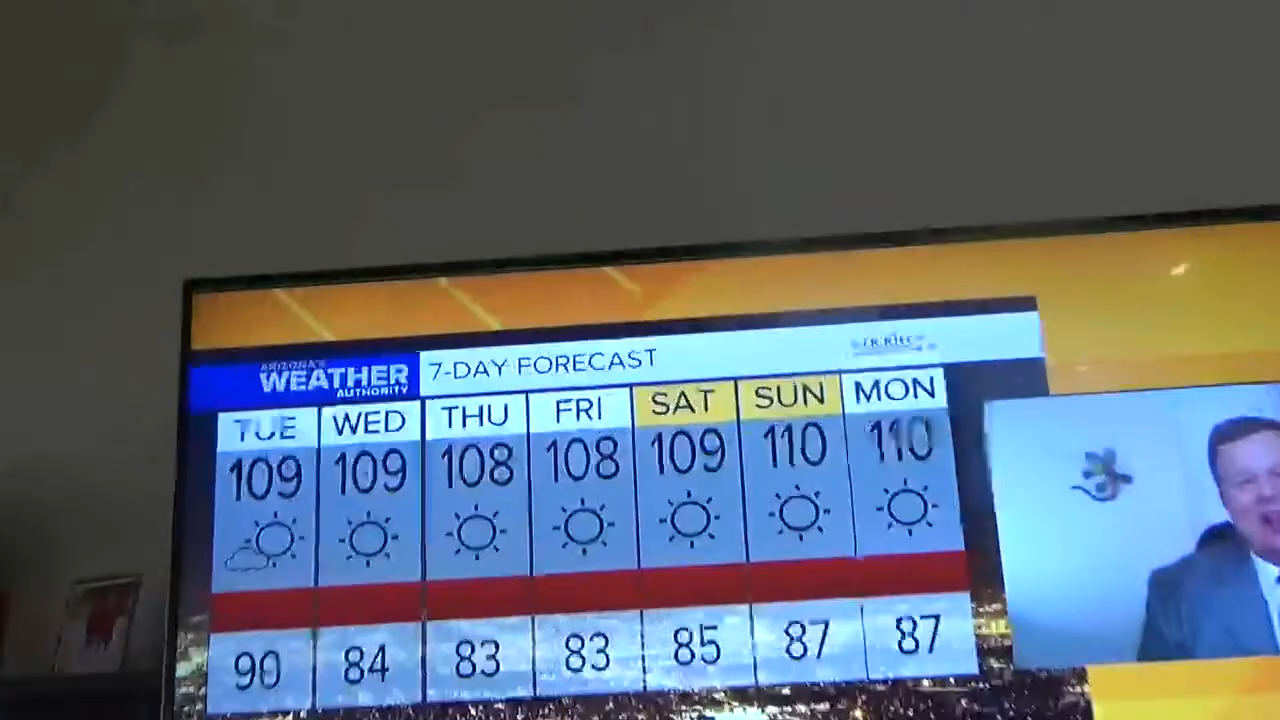 ARIZONA'S
WEATHER
AUTHORITY
7-DAY FORECAST
TUE WED THU FRI SAT SUN MON
109 109 108 108 109 110 110
90 84 83 83 85 87 87